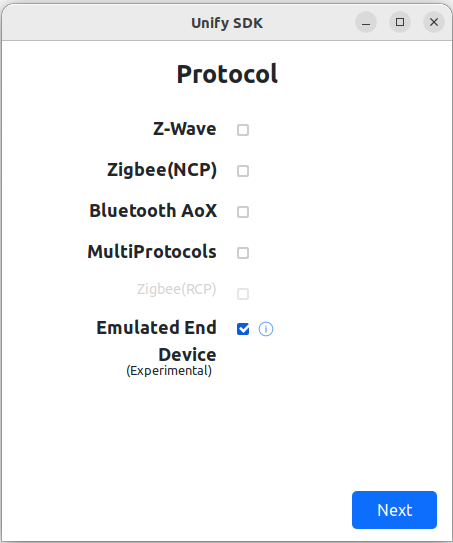 Unify SDK
Protocol
Z-Wave
Zigbee(NCP)
Bluetooth AoX
MultiProtocols
Zigbee(RCP)
Emulated End
Device
(Experimental)
Next